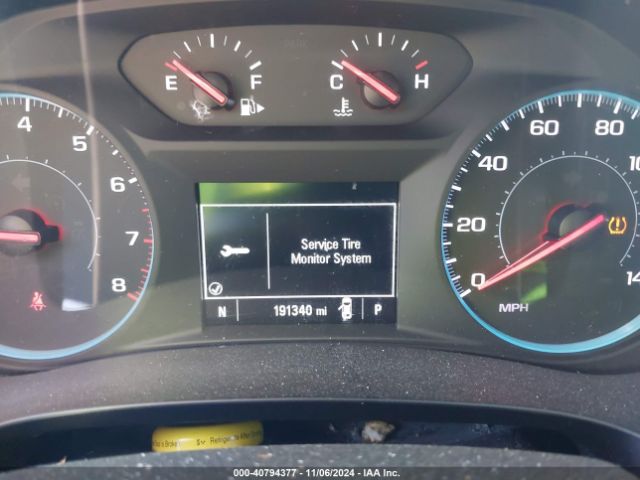 E F
C H
4 5 6 7 8
0 20 40 60 80
MPH
Service Tire
Monitor System
N 191340 mi P
000-40794377 - 11/06/2024 - IAA Inc.